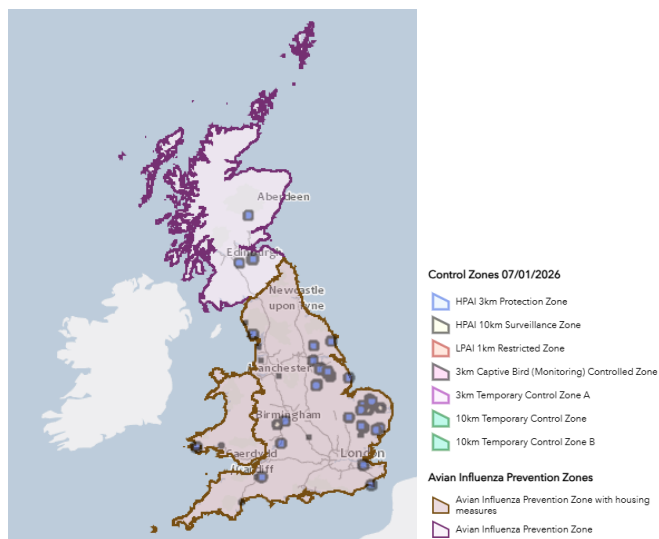 Aberdeen
Edinburgh
Newcastle
upon Tyne
Manchester
Birmingham
Caerdydd
/Cardiff
London
Control Zones 07/01/2026
HPAI 3km Protection Zone
HPAI 10km Surveillance Zone
LPAI 1km Restricted Zone
3km Captive Bird (Monitoring) Controlled Zone
3km Temporary Control Zone A
10km Temporary Control Zone
10km Temporary Control Zone B
Avian Influenza Prevention Zones
Avian Influenza Prevention Zone with housing
measures
Avian Influenza Prevention Zone